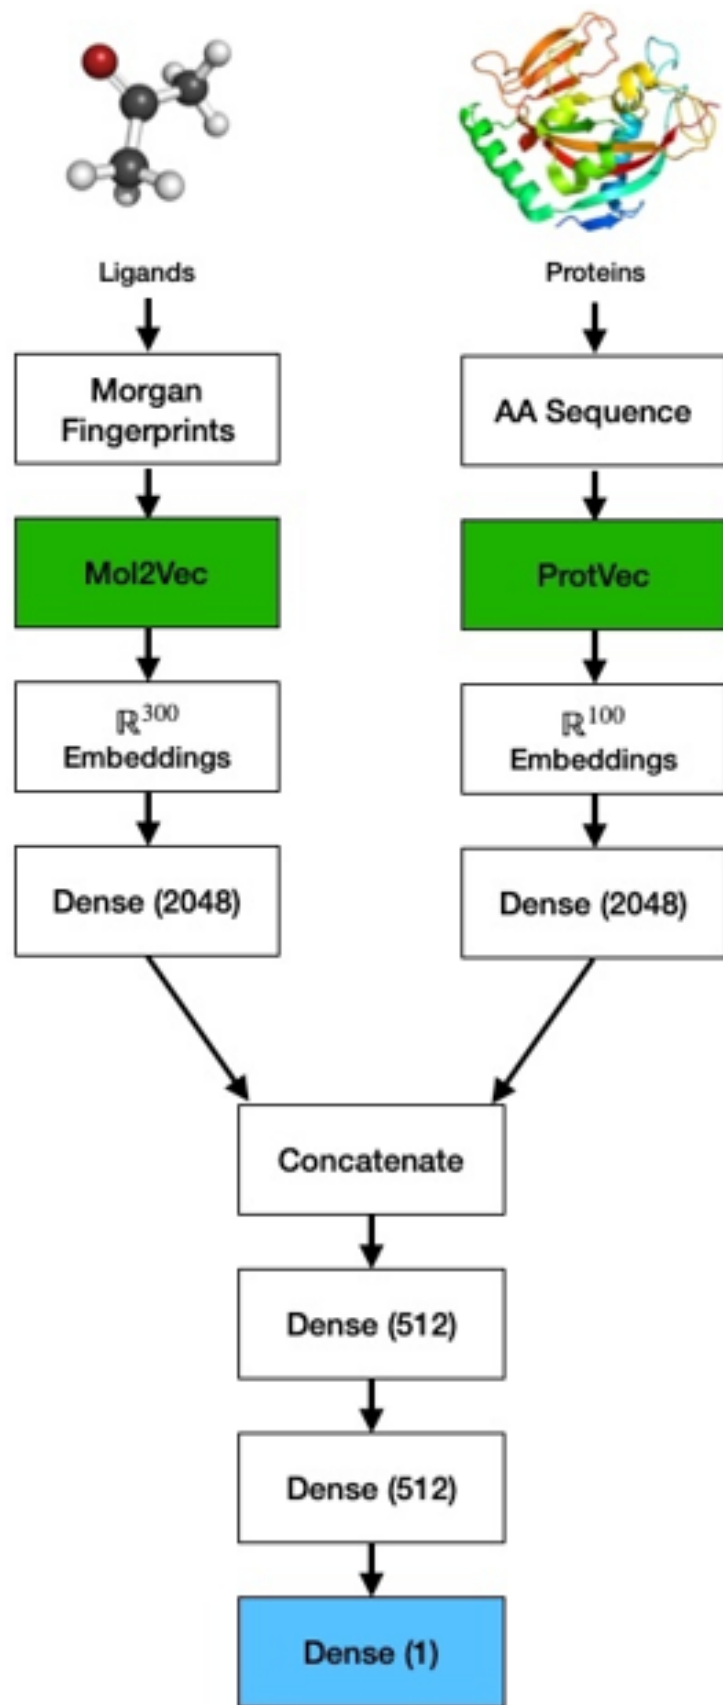 Ligands
Proteins
Morgan
Fingerprints
AA Sequence
Mol2Vec
ProtVec
ℝ³⁰⁰
Embeddings
ℝ¹⁰⁰
Embeddings
Dense (2048)
Dense (2048)
Concatenate
Dense (512)
Dense (512)
Dense (1)